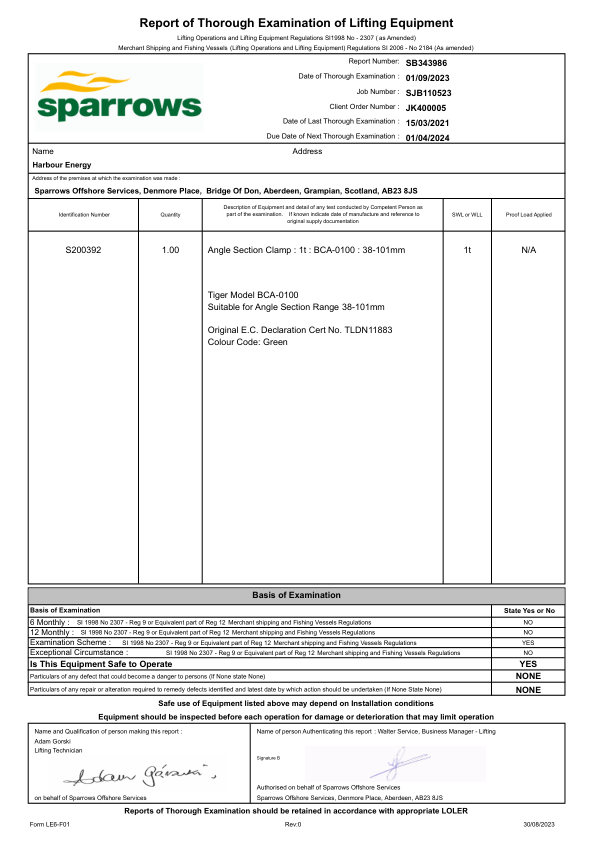 Report of Thorough Examination of Lifting Equipment
Lifting Operations and Lifting Equipment Regulations SI1998 No - 2307 ( as Amended)
Merchant Shipping and Fishing Vessels (Lifting Operations and Lifting Equipment) Regulations SI 2006 - No 2184 (As amended)
sparrows
Report Number: SB343986
Date of Thorough Examination : 01/09/2023
Job Number : SJB110523
Client Order Number : JK400005
Date of Last Thorough Examination : 15/03/2021
Due Date of Next Thorough Examination : 01/04/2024
Name Address
Harbour Energy
Address of the premises at which the examination was made :
Sparrows Offshore Services, Denmore Place, Bridge Of Don, Aberdeen, Grampian, Scotland, AB23 8JS
Identification Number Quantity Description of Equipment and detail of any test conducted by Competent Person as part of the examination. If known indicate date of manufacture and reference to original supply documentation SWL or WLL Proof Load Applied
S200392 1.00 Angle Section Clamp : 1t : BCA-0100 : 38-101mm 1t N/A
Tiger Model BCA-0100
Suitable for Angle Section Range 38-101mm
Original E.C. Declaration Cert No. TLDN11883
Colour Code: Green
Basis of Examination
Basis of Examination State Yes or No
6 Monthly : SI 1998 No 2307 - Reg 9 or Equivalent part of Reg 12 Merchant shipping and Fishing Vessels Regulations NO
12 Monthly : SI 1998 No 2307 - Reg 9 or Equivalent part of Reg 12 Merchant shipping and Fishing Vessels Regulations NO
Examination Scheme : SI 1998 No 2307 - Reg 9 or Equivalent part of Reg 12 Merchant shipping and Fishing Vessels Regulations YES
Exceptional Circumstance : SI 1998 No 2307 - Reg 9 or Equivalent part of Reg 12 Merchant shipping and Fishing Vessels Regulations NO
Is This Equipment Safe to Operate YES
Particulars of any defect that could become a danger to persons (If None state None) NONE
Particulars of any repair or alteration required to remedy defects identified and latest date by which action should be undertaken (If None State None) NONE
Safe use of Equipment listed above may depend on Installation conditions
Equipment should be inspected before each operation for damage or deterioration that may limit operation
Name and Qualification of person making this report :
Adam Gorski
Lifting Technician
on behalf of Sparrows Offshore Services
Name of person Authenticating this report : Walter Service, Business Manager - Lifting
Signature B
Authorised on behalf of Sparrows Offshore Services
Sparrows Offshore Services, Denmore Place, Aberdeen, AB23 8JS
Reports of Thorough Examination should be retained in accordance with appropriate LOLER
Form LE6-F01 Rev:0 30/08/2023